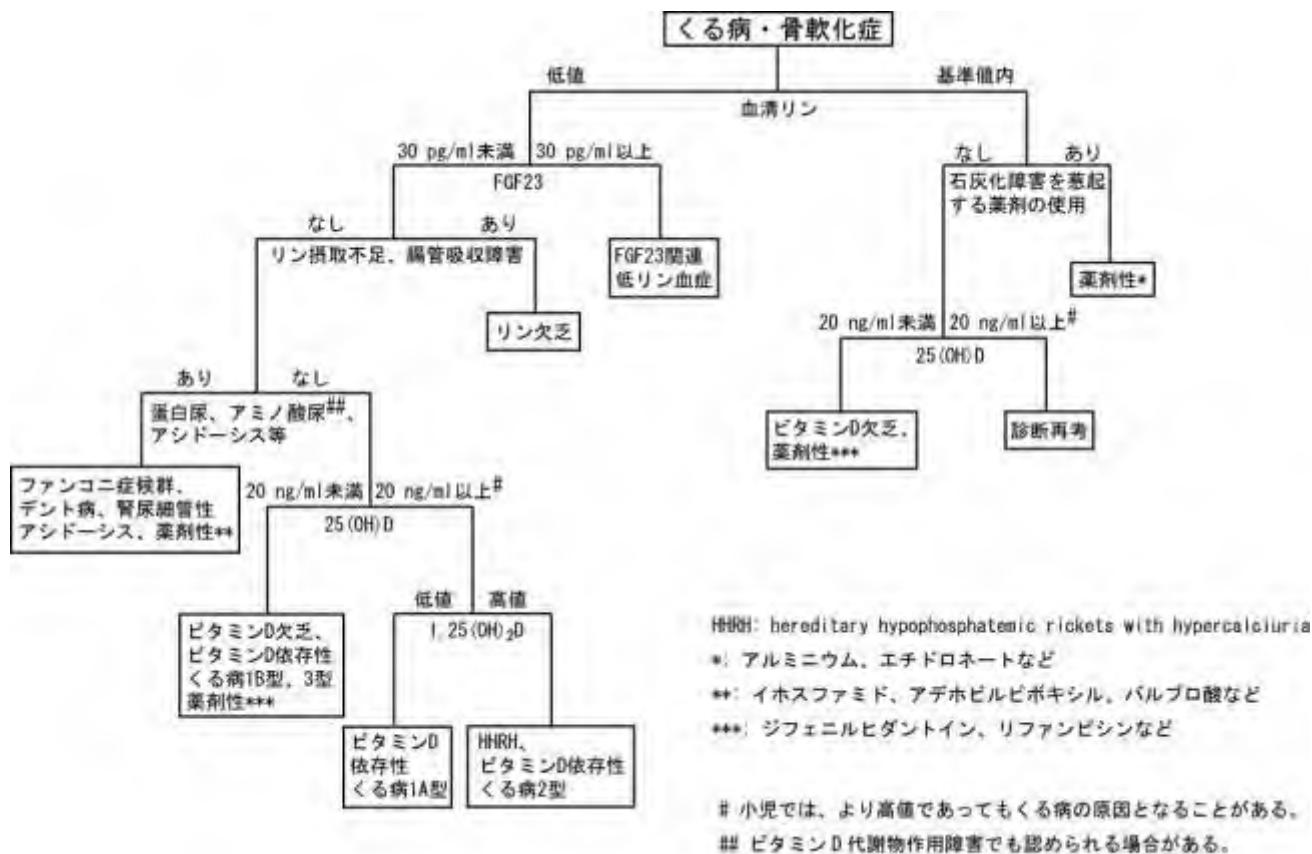 くる病・骨軟化症
低値
基準値内
血清リン
30 pg/ml未満
30 pg/ml以上
FGF23
なし
あり
石灰化障害を惹起
する薬剤の使用
なし
あり
リン摂取不足、腸管吸収障害
FGF23関連
低リン血症
薬剤性*
リン欠乏
20 ng/ml未満
20 ng/ml以上#
25(OH)D
あり
なし
蛋白尿、アミノ酸尿##、
アシドーシス等
ビタミンD欠乏、
薬剤性***
診断再考
ファンコニ症候群、
デント病、腎尿細管性
アシドーシス、薬剤性**
20 ng/ml未満
20 ng/ml以上#
25(OH)D
低値
高値
1,25(OH)2D
ビタミンD欠乏、
ビタミンD依存性
くる病1B型、3型
薬剤性***
ビタミンD
依存性
くる病1A型
HHRH、
ビタミンD依存性
くる病2型
HHRH: hereditary hypophosphatemic rickets with hypercalciuria
*: アルミニウム、エチドロネートなど
**: イホスファミド、アデホビルピボキシル、バルプロ酸など
***: ジフェニルヒダントイン、リファンピシンなど
# 小児では、より高値であってもくる病の原因となることがある。
## ビタミンD代謝物作用障害でも認められる場合がある。